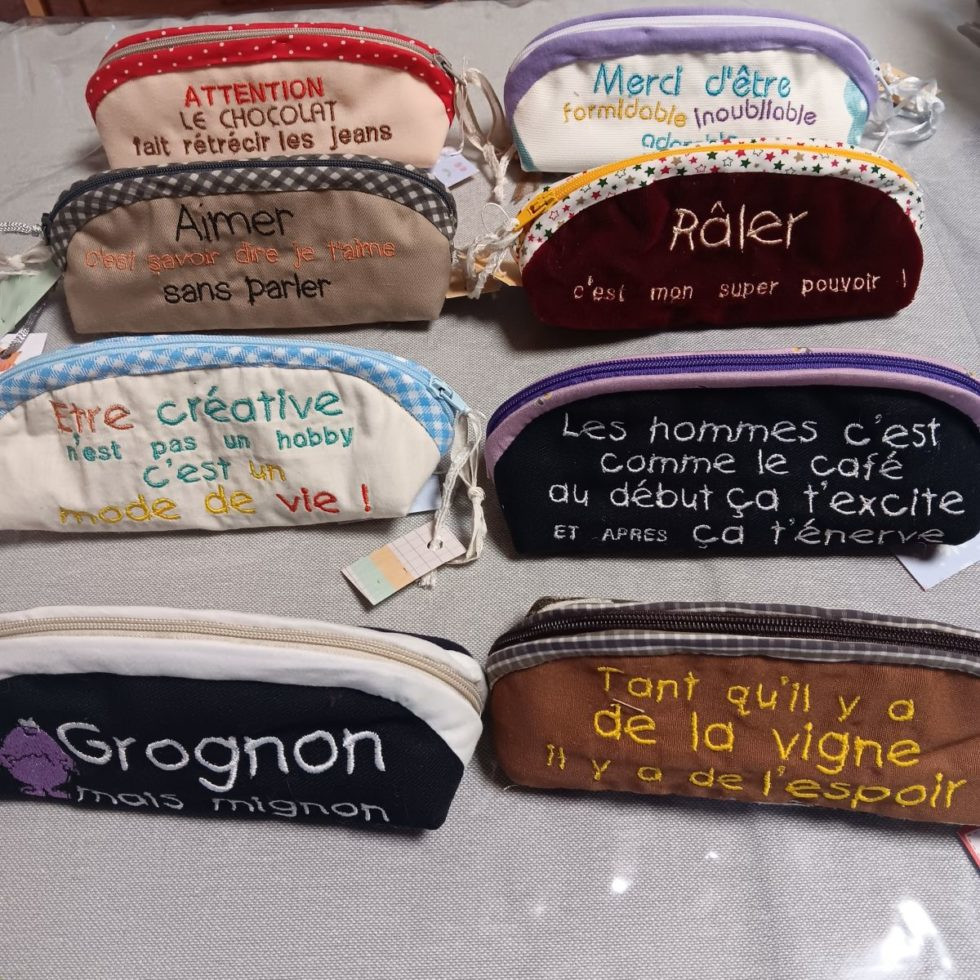 ATTENTION
LE CHOCOLAT
fait rétrécir les jeans
Merci d'être
formidable inoubliable
Aimer
c'est savoir dire je t'aime
sans parler
Râler
c'est mon super pouvoir !
Etre créative
n'est pas un hobby
c'est un
mode de vie !
Les hommes c'est
comme le café
au début ça t'excite
ET APRES ça t'énerve
Grognon
mais mignon
Tant qu'il y a
de la vigne
il y a de l'espoir